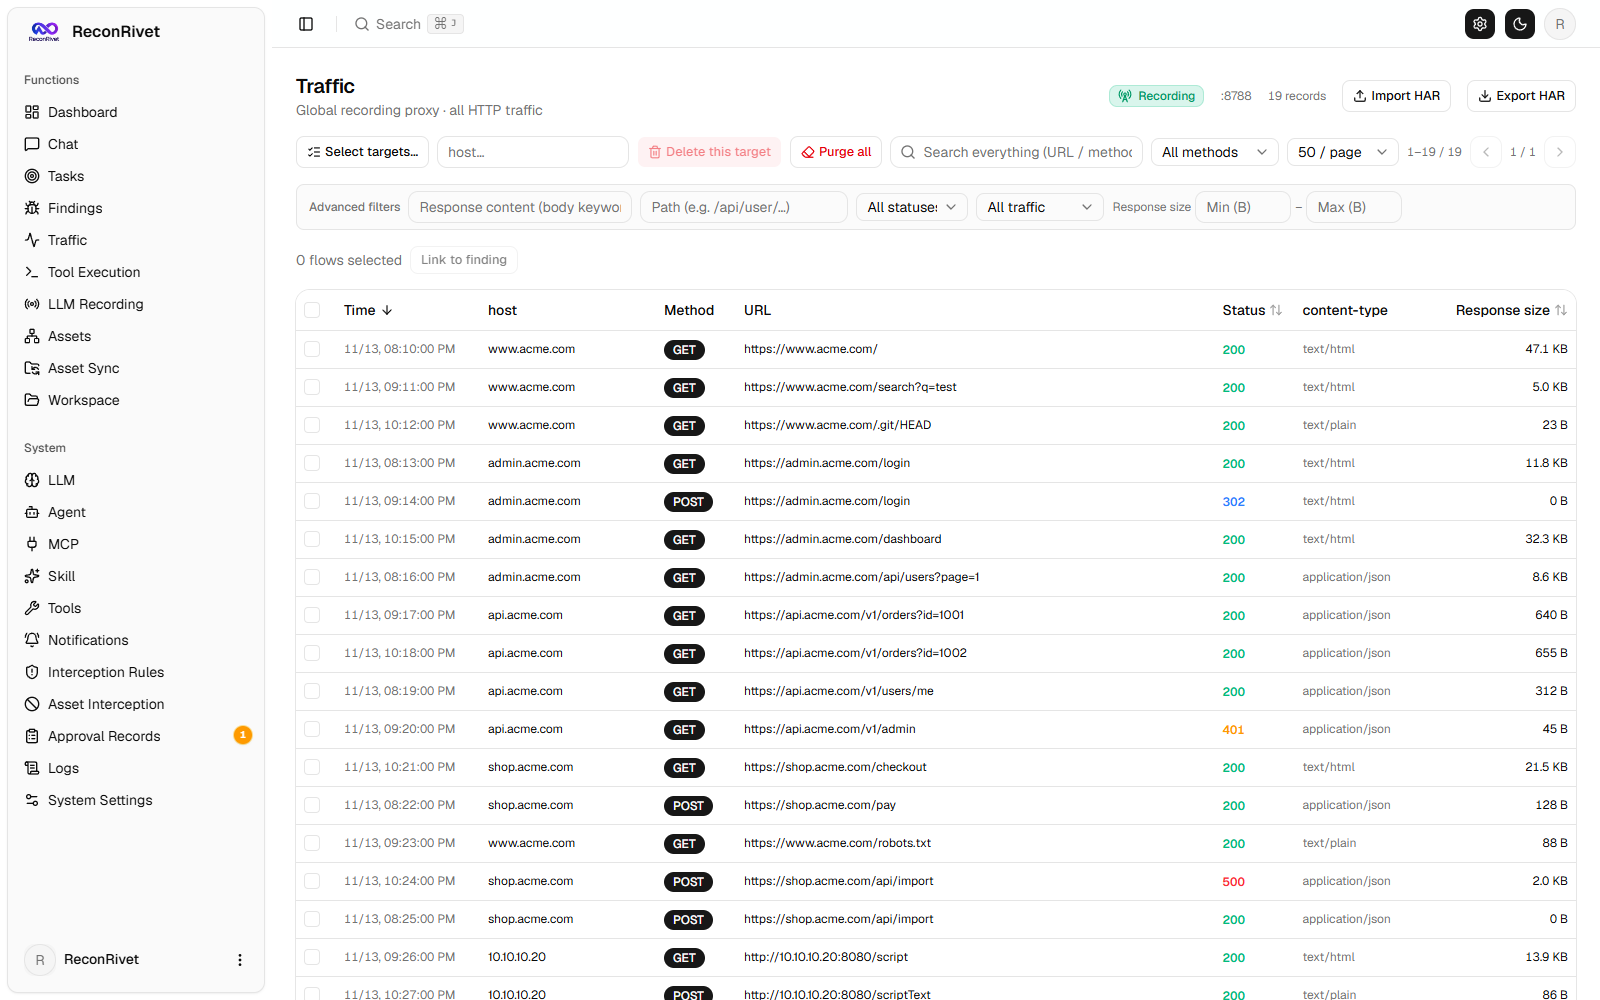 ReconRivet
ReconRivet
Functions
Dashboard
Chat
Tasks
Findings
Traffic
Tool Execution
LLM Recording
Assets
Asset Sync
Workspace
System
LLM
Agent
MCP
Skill
Tools
Notifications
Interception Rules
Asset Interception
Approval Records 1
Logs
System Settings
R ReconRivet
Search ⌘ J
R
Traffic
Global recording proxy · all HTTP traffic
Recording :8788 19 records Import HAR Export HAR
Select targets... host... Delete this target Purge all Search everything (URL / method All methods 50 / page 1–19 / 19 1 / 1
Advanced filters Response content (body keywor Path (e.g. /api/user/...) All statuses All traffic Response size Min (B) – Max (B)
0 flows selected Link to finding
Time host Method URL Status content-type Response size
11/13, 08:10:00 PM www.acme.com GET https://www.acme.com/ 200 text/html 47.1 KB
11/13, 09:11:00 PM www.acme.com GET https://www.acme.com/search?q=test 200 text/html 5.0 KB
11/13, 10:12:00 PM www.acme.com GET https://www.acme.com/.git/HEAD 200 text/plain 23 B
11/13, 08:13:00 PM admin.acme.com GET https://admin.acme.com/login 200 text/html 11.8 KB
11/13, 09:14:00 PM admin.acme.com POST https://admin.acme.com/login 302 text/html 0 B
11/13, 10:15:00 PM admin.acme.com GET https://admin.acme.com/dashboard 200 text/html 32.3 KB
11/13, 08:16:00 PM admin.acme.com GET https://admin.acme.com/api/users?page=1 200 application/json 8.6 KB
11/13, 09:17:00 PM api.acme.com GET https://api.acme.com/v1/orders?id=1001 200 application/json 640 B
11/13, 10:18:00 PM api.acme.com GET https://api.acme.com/v1/orders?id=1002 200 application/json 655 B
11/13, 08:19:00 PM api.acme.com GET https://api.acme.com/v1/users/me 200 application/json 312 B
11/13, 09:20:00 PM api.acme.com GET https://api.acme.com/v1/admin 401 application/json 45 B
11/13, 10:21:00 PM shop.acme.com GET https://shop.acme.com/checkout 200 text/html 21.5 KB
11/13, 08:22:00 PM shop.acme.com POST https://shop.acme.com/pay 200 application/json 128 B
11/13, 09:23:00 PM www.acme.com GET https://www.acme.com/robots.txt 200 text/plain 88 B
11/13, 10:24:00 PM shop.acme.com POST https://shop.acme.com/api/import 500 application/json 2.0 KB
11/13, 08:25:00 PM shop.acme.com POST https://shop.acme.com/api/import 200 application/json 0 B
11/13, 09:26:00 PM 10.10.10.20 GET http://10.10.10.20:8080/script 200 text/html 13.9 KB
11/13, 10:27:00 PM 10.10.10.20 POST http://10.10.10.20:8080/scriptText 200 text/plain 86 B